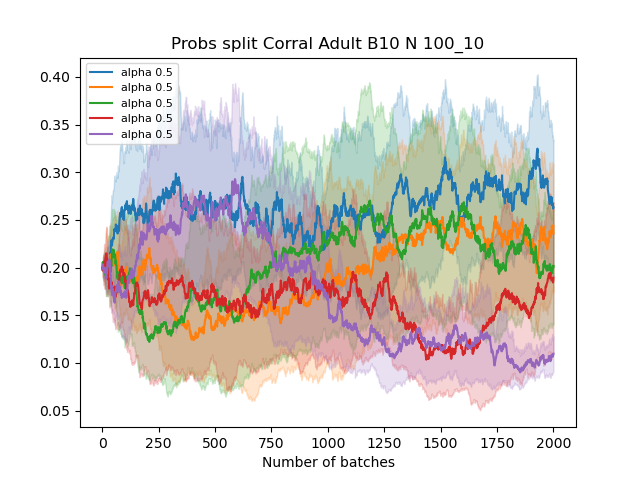 Probs split Corral Adult B10 N 100_10
alpha 0.5
alpha 0.5
alpha 0.5
alpha 0.5
alpha 0.5
0.40
0.35
0.30
0.25
0.20
0.15
0.10
0.05
0 250 500 750 1000 1250 1500 1750 2000
Number of batches